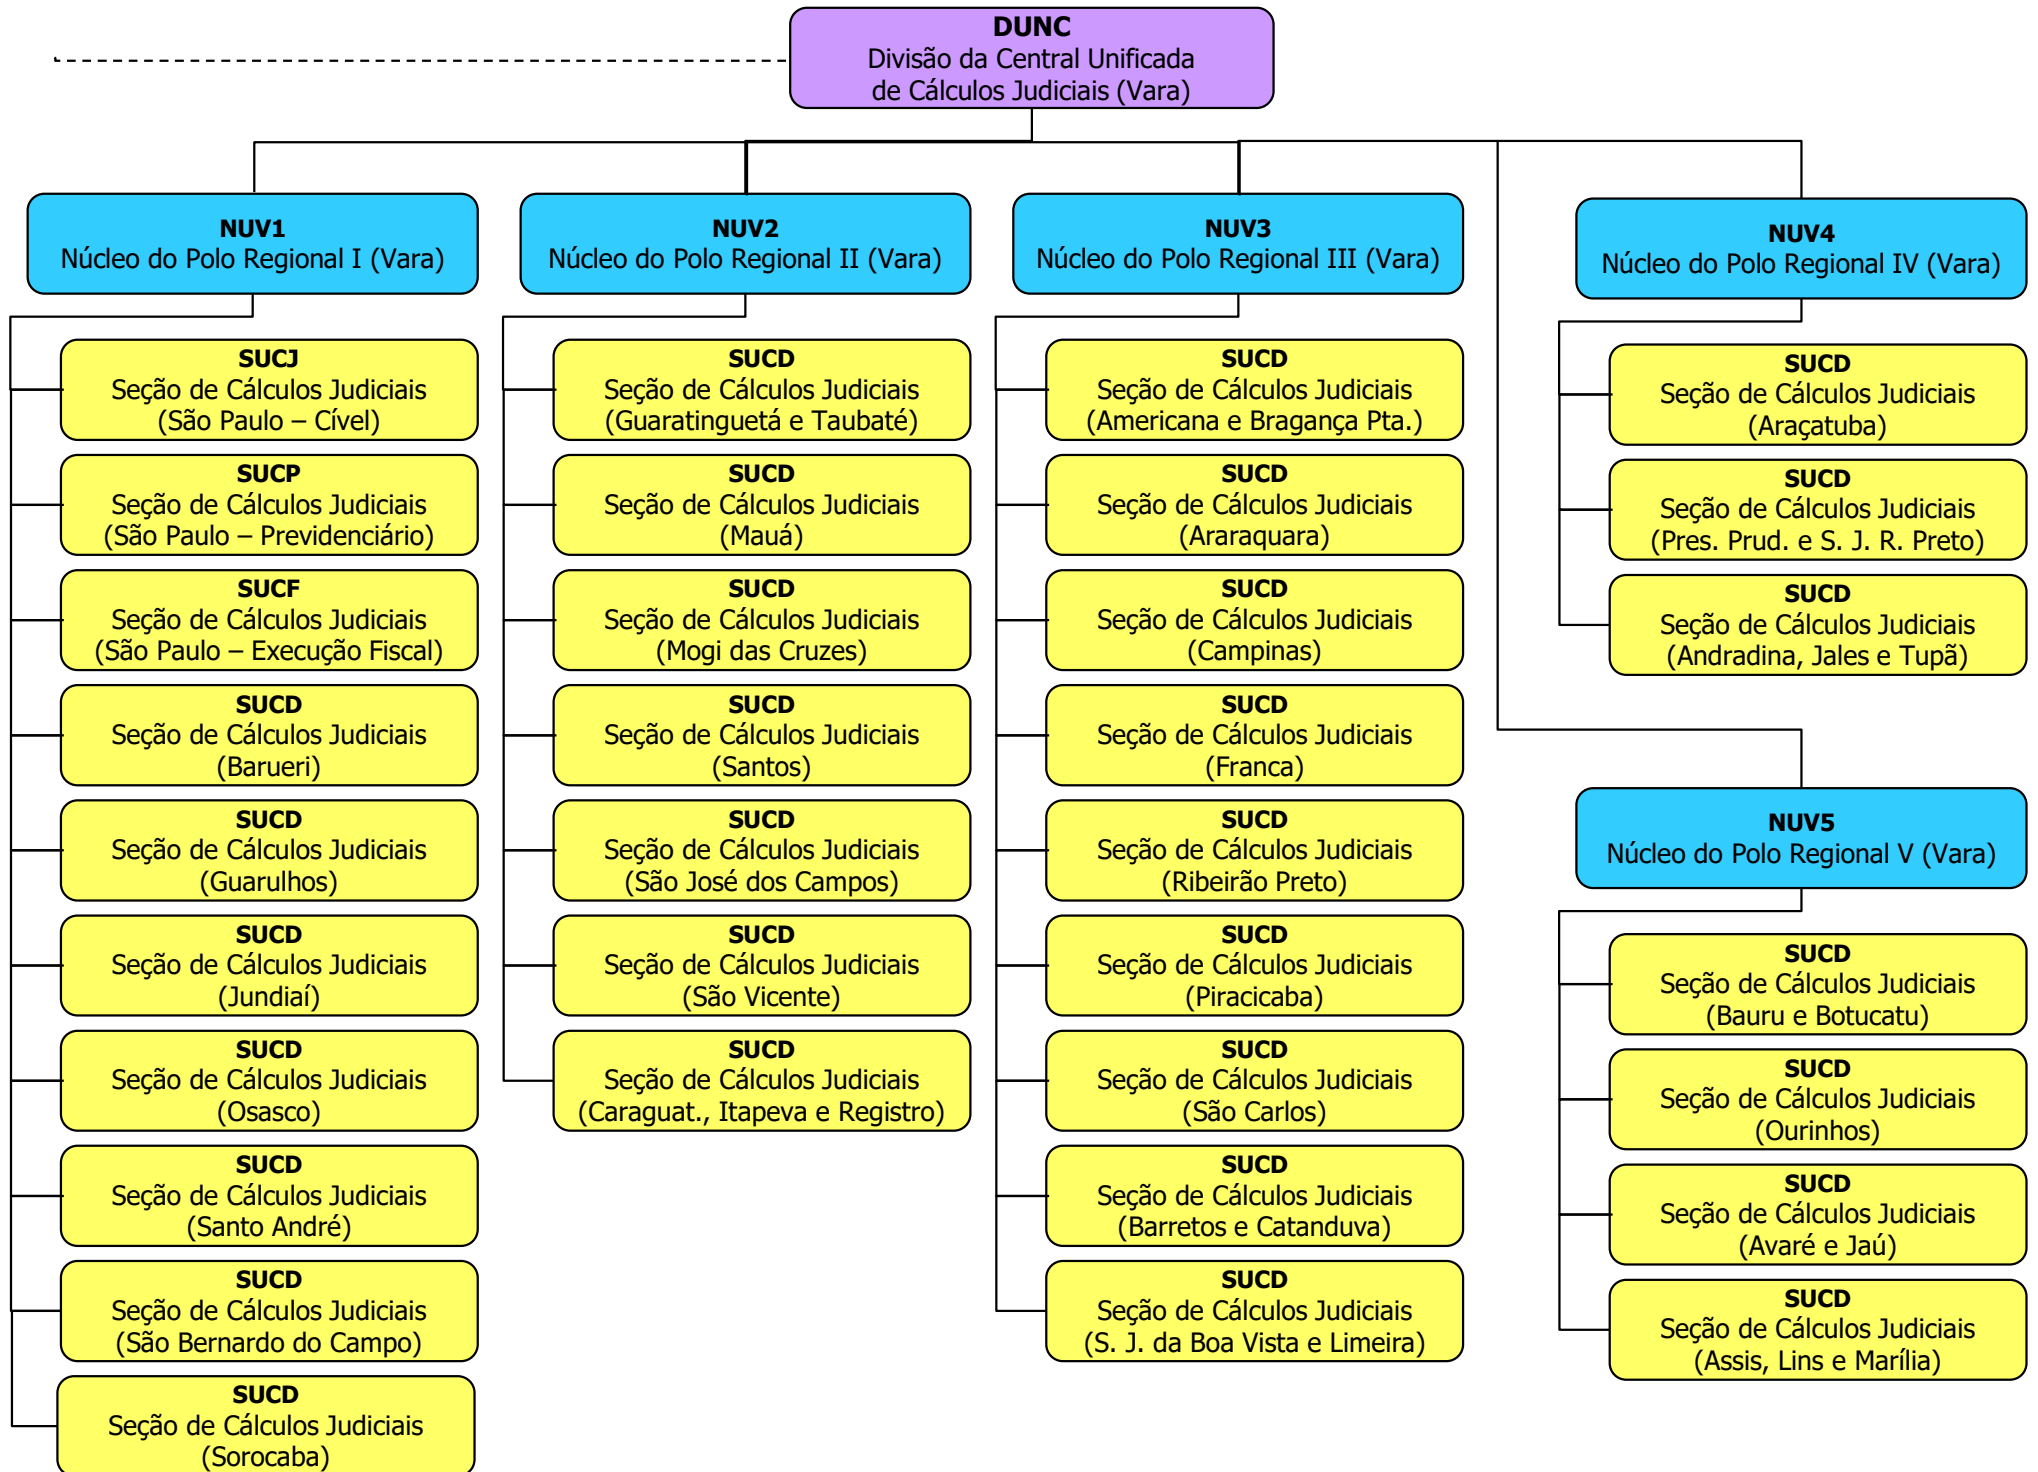 DUNC
Divisão da Central Unificada
de Cálculos Judiciais (Vara)
NUV1
Núcleo do Polo Regional I (Vara)
SUCJ
Seção de Cálculos Judiciais
(São Paulo – Cível)
SUCP
Seção de Cálculos Judiciais
(São Paulo – Previdenciário)
SUCF
Seção de Cálculos Judiciais
(São Paulo – Execução Fiscal)
SUCD
Seção de Cálculos Judiciais
(Barueri)
SUCD
Seção de Cálculos Judiciais
(Guarulhos)
SUCD
Seção de Cálculos Judiciais
(Jundiaí)
SUCD
Seção de Cálculos Judiciais
(Osasco)
SUCD
Seção de Cálculos Judiciais
(Santo André)
SUCD
Seção de Cálculos Judiciais
(São Bernardo do Campo)
SUCD
Seção de Cálculos Judiciais
(Sorocaba)
NUV2
Núcleo do Polo Regional II (Vara)
SUCD
Seção de Cálculos Judiciais
(Guaratinguetá e Taubaté)
SUCD
Seção de Cálculos Judiciais
(Mauá)
SUCD
Seção de Cálculos Judiciais
(Mogi das Cruzes)
SUCD
Seção de Cálculos Judiciais
(Santos)
SUCD
Seção de Cálculos Judiciais
(São José dos Campos)
SUCD
Seção de Cálculos Judiciais
(São Vicente)
SUCD
Seção de Cálculos Judiciais
(Caraguat., Itapeva e Registro)
NUV3
Núcleo do Polo Regional III (Vara)
SUCD
Seção de Cálculos Judiciais
(Americana e Bragança Pta.)
SUCD
Seção de Cálculos Judiciais
(Araraquara)
SUCD
Seção de Cálculos Judiciais
(Campinas)
SUCD
Seção de Cálculos Judiciais
(Franca)
SUCD
Seção de Cálculos Judiciais
(Ribeirão Preto)
SUCD
Seção de Cálculos Judiciais
(Piracicaba)
SUCD
Seção de Cálculos Judiciais
(São Carlos)
SUCD
Seção de Cálculos Judiciais
(Barretos e Catanduva)
SUCD
Seção de Cálculos Judiciais
(S. J. da Boa Vista e Limeira)
NUV4
Núcleo do Polo Regional IV (Vara)
SUCD
Seção de Cálculos Judiciais
(Araçatuba)
SUCD
Seção de Cálculos Judiciais
(Pres. Prud. e S. J. R. Preto)
SUCD
Seção de Cálculos Judiciais
(Andradina, Jales e Tupã)
NUV5
Núcleo do Polo Regional V (Vara)
SUCD
Seção de Cálculos Judiciais
(Bauru e Botucatu)
SUCD
Seção de Cálculos Judiciais
(Ourinhos)
SUCD
Seção de Cálculos Judiciais
(Avaré e Jaú)
SUCD
Seção de Cálculos Judiciais
(Assis, Lins e Marília)